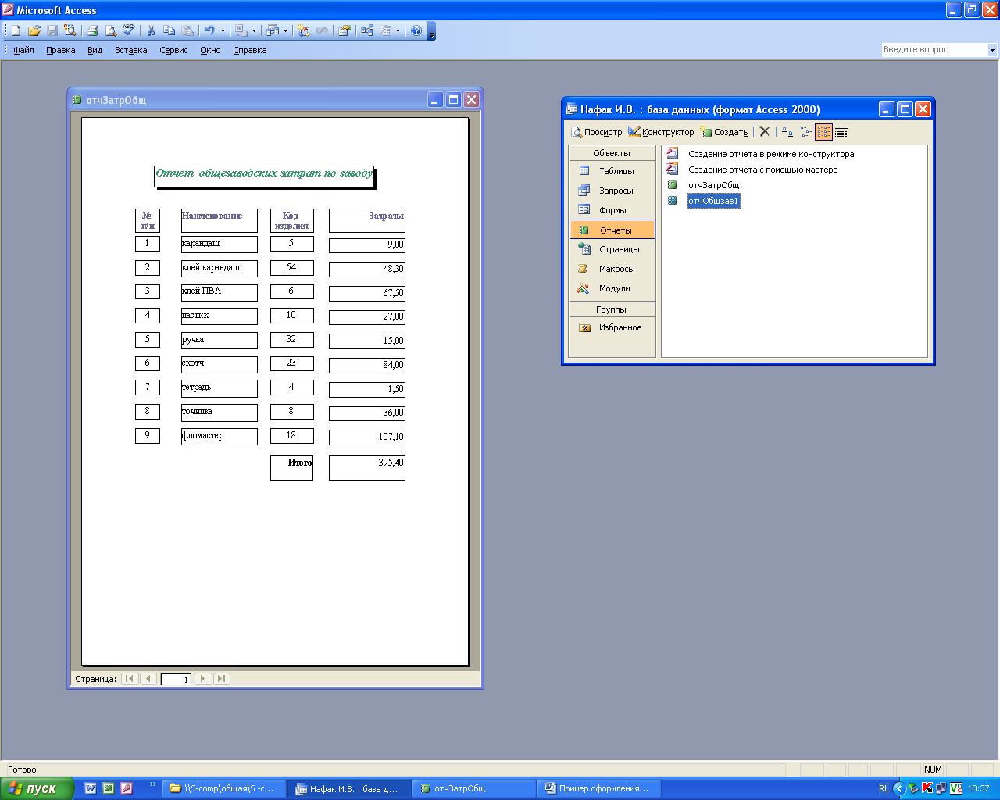 Microsoft Access
Файл Правка Вид Вставка Сервис Окно Справка
Введите вопрос
отчЗатрОбщ
Отчет общезаводских затрат по заводу
№ п/п Наименование Код изделия Затраты
1 карандаш 5 9,00
2 клей карандаш 54 48,30
3 клей ПВА 6 67,50
4 ластик 10 27,00
5 ручка 32 15,00
6 скотч 23 84,00
7 тетрадь 4 1,50
8 точилка 8 36,00
9 фломастер 18 107,10
Итого 395,40
Страница: 1
Нафак И.В. : база данных (формат Access 2000)
Просмотр Конструктор Создать
Объекты
Таблицы
Запросы
Формы
Отчеты
Страницы
Макросы
Модули
Группы
Избранное
Создание отчета в режиме конструктора
Создание отчета с помощью мастера
отчЗатрОбщ
отчОбщзав1
Готово
NUM
пуск
\\S-comp\общая\S -с...
Нафак И.В. : база д...
отчЗатрОбщ
Пример оформления...
RL
10:37